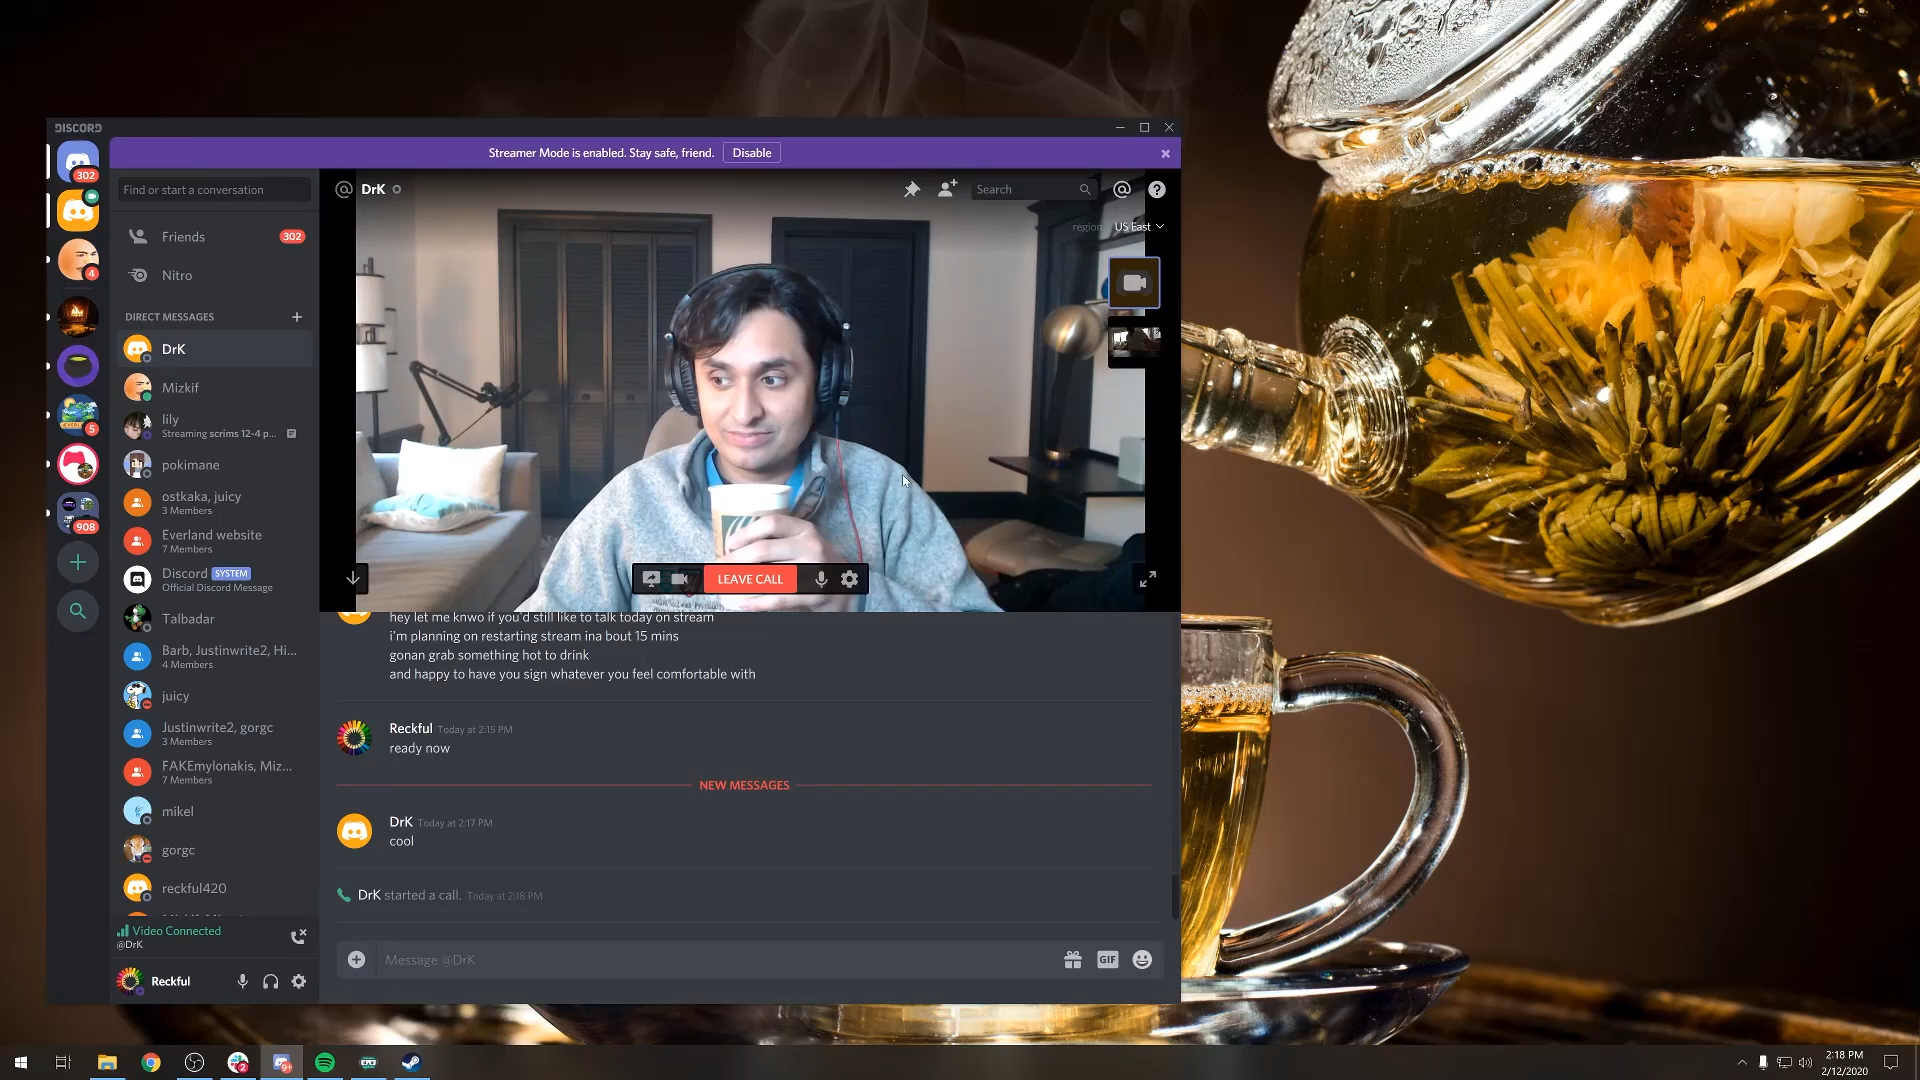 DISCORD
Streamer Mode is enabled. Stay safe, friend. Disable
302
4
5
908
Find or start a conversation
Friends 302
Nitro
DIRECT MESSAGES
DrK
Mizkif
lily
Streaming scrims 12-4 p...
pokimane
ostkaka, juicy
3 Members
Everland website
7 Members
Discord SYSTEM
Official Discord Message
Talbadar
Barb, Justinwrite2, Hi...
4 Members
juicy
Justinwrite2, gorgc
3 Members
FAKEmylonakis, Miz...
7 Members
mikel
gorgc
reckful420
Video Connected
@DrK
Reckful
DrK
Search
region US East
LEAVE CALL
hey let me knwo if you'd still like to talk today on stream
i'm planning on restarting stream ina bout 15 mins
gonan grab something hot to drink
and happy to have you sign whatever you feel comfortable with
Reckful Today at 2:15 PM
ready now
NEW MESSAGES
DrK Today at 2:17 PM
cool
DrK started a call. Today at 2:18 PM
Message @DrK
GIF
2
9+
2:18 PM
2/12/2020